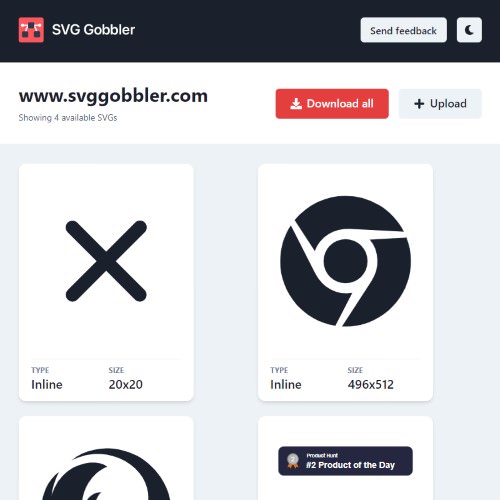 SVG Gobbler
Send feedback
www.svggobbler.com
Showing 4 available SVGs
Download all
Upload
TYPE SIZE
Inline 20x20
TYPE SIZE
Inline 496x512
2
Product Hunt
#2 Product of the Day